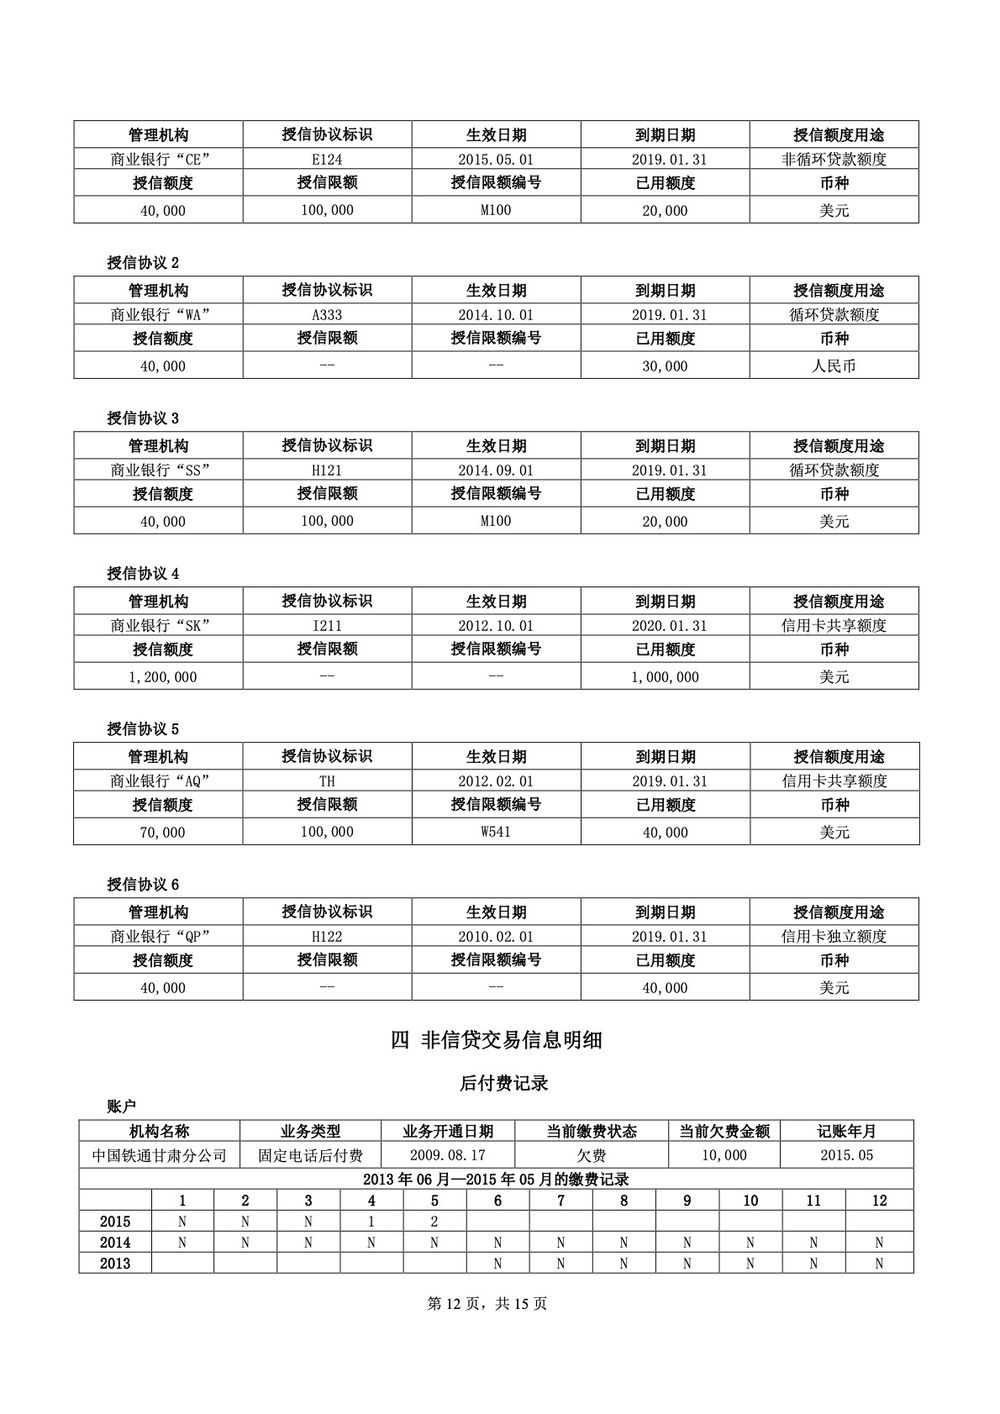 管理机构 授信协议标识 生效日期 到期日期 授信额度用途
商业银行“CE” E124 2015.05.01 2019.01.31 非循环贷款额度
授信额度 授信限额 授信限额编号 已用额度 币种
40,000 100,000 M100 20,000 美元
授信协议 2
管理机构 授信协议标识 生效日期 到期日期 授信额度用途
商业银行“WA” A333 2014.10.01 2019.01.31 循环贷款额度
授信额度 授信限额 授信限额编号 已用额度 币种
40,000 -- -- 30,000 人民币
授信协议 3
管理机构 授信协议标识 生效日期 到期日期 授信额度用途
商业银行“SS” H121 2014.09.01 2019.01.31 循环贷款额度
授信额度 授信限额 授信限额编号 已用额度 币种
40,000 100,000 M100 20,000 美元
授信协议 4
管理机构 授信协议标识 生效日期 到期日期 授信额度用途
商业银行“SK” I211 2012.10.01 2020.01.31 信用卡共享额度
授信额度 授信限额 授信限额编号 已用额度 币种
1,200,000 -- -- 1,000,000 美元
授信协议 5
管理机构 授信协议标识 生效日期 到期日期 授信额度用途
商业银行“AQ” TH 2012.02.01 2019.01.31 信用卡共享额度
授信额度 授信限额 授信限额编号 已用额度 币种
70,000 100,000 W541 40,000 美元
授信协议 6
管理机构 授信协议标识 生效日期 到期日期 授信额度用途
商业银行“QP” H122 2010.02.01 2019.01.31 信用卡独立额度
授信额度 授信限额 授信限额编号 已用额度 币种
40,000 -- -- 40,000 美元
四 非信贷交易信息明细
后付费记录
账户
机构名称 业务类型 业务开通日期 当前缴费状态 当前欠费金额 记账年月
中国铁通甘肃分公司 固定电话后付费 2009.08.17 欠费 10,000 2015.05
2013 年 06 月—2015 年 05 月的缴费记录
1 2 3 4 5 6 7 8 9 10 11 12
2015 N N N 1 2
2014 N N N N N N N N N N N N
2013 N N N N N N N
第 12 页，共 15 页